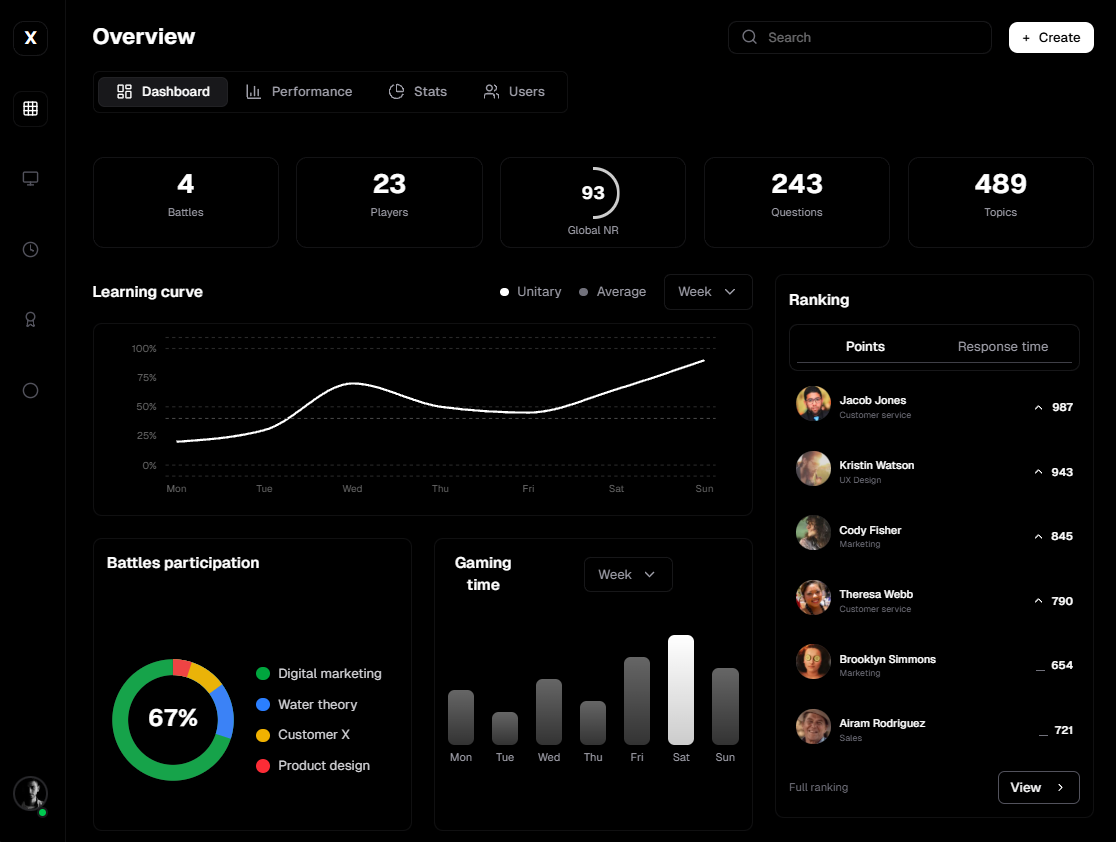 X
Overview
Search
+ Create
Dashboard
Performance
Stats
Users
4
Battles
23
Players
93
Global NR
243
Questions
489
Topics
Learning curve
Unitary
Average
Week
100%
75%
50%
25%
0%
Mon
Tue
Wed
Thu
Fri
Sat
Sun
Battles participation
67%
Digital marketing
Water theory
Customer X
Product design
Gaming
time
Week
Mon
Tue
Wed
Thu
Fri
Sat
Sun
Ranking
Points
Response time
Jacob Jones
Customer service
987
Kristin Watson
UX Design
943
Cody Fisher
Marketing
845
Theresa Webb
Customer service
790
Brooklyn Simmons
Marketing
654
Airam Rodriguez
Sales
721
Full ranking
View